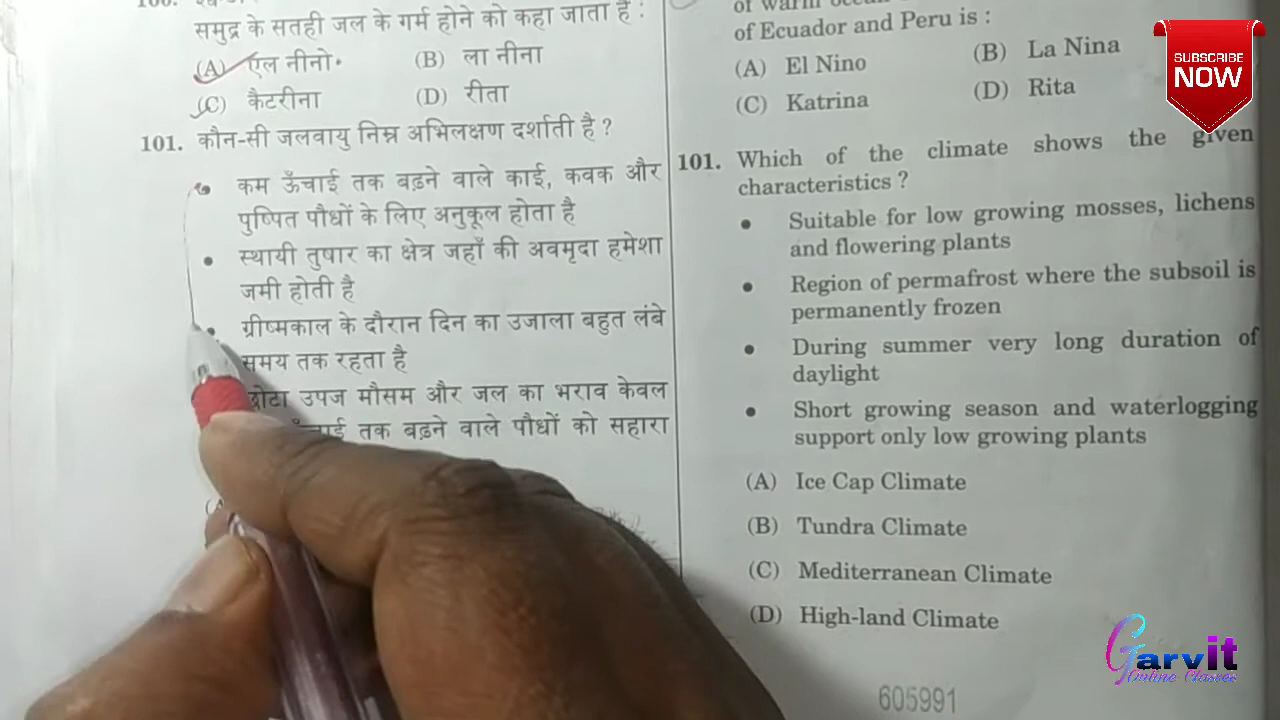 100.
समुद्र के सतही जल के गर्म होने को कहा जाता है :
(A) एल नीनो
(B) ला नीना
(C) कैटरीना
(D) रीता
101. कौन-सी जलवायु निम्न अभिलक्षण दर्शाती है ?
कम ऊँचाई तक बढ़ने वाले काई, कवक और
पुष्पित पौधों के लिए अनुकूल होता है
• स्थायी तुषार का क्षेत्र जहाँ की अवमृदा हमेशा
जमी होती है
• ग्रीष्मकाल के दौरान दिन का उजाला बहुत लंबे
समय तक रहता है
उपज मौसम और जल का भराव केवल
तक बढ़ने वाले पौधों को सहारा
of Ecuador and Peru is :
(A) El Nino
(B) La Nina
(C) Katrina
(D) Rita
101. Which of the climate shows the given
characteristics ?
• Suitable for low growing mosses, lichens
and flowering plants
• Region of permafrost where the subsoil is
permanently frozen
• During summer very long duration of
daylight
• Short growing season and waterlogging
support only low growing plants
(A) Ice Cap Climate
(B) Tundra Climate
(C) Mediterranean Climate
(D) High-land Climate
605991
SUBSCRIBE
NOW
Garvit
Online Classes